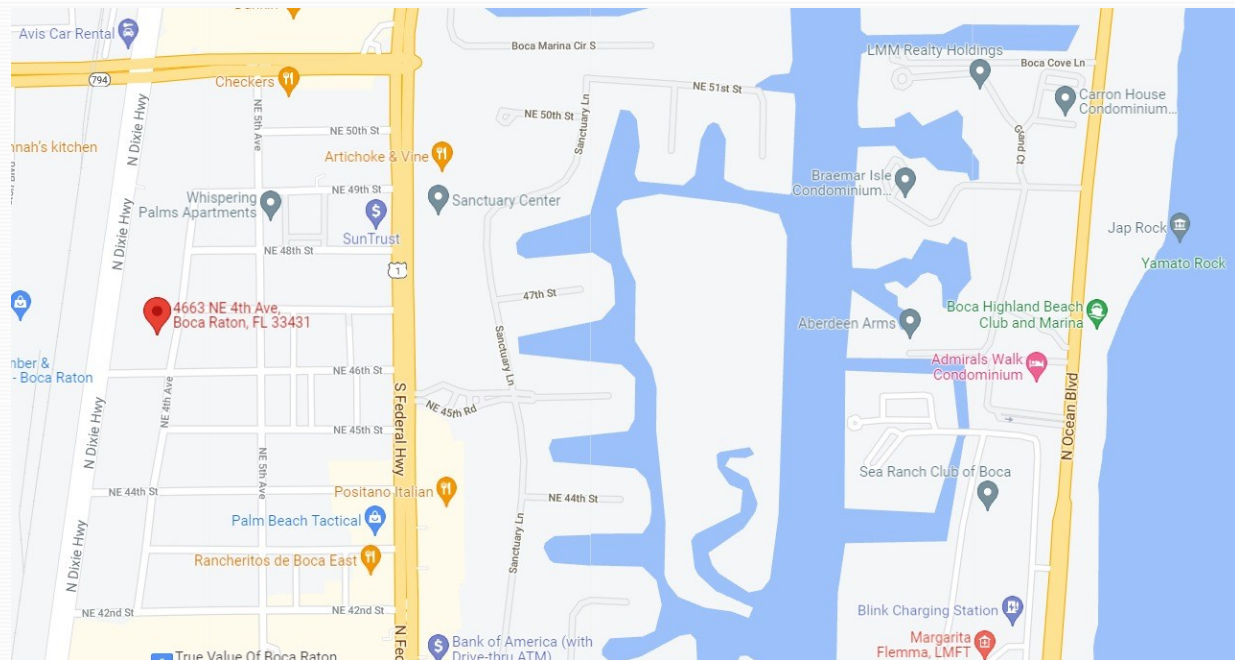 Avis Car Rental
Boca Marina Cir S
LMM Realty Holdings
Boca Cove Ln
794
Checkers
NE 51st St
Carron House
Condominium...
N Dixie Hwy
NE 5th Ave
NE 50th St
NE 50th St
Sanctuary Ln
Grand Ct
kitchen
Artichoke & Vine
Whispering
Palms Apartments
NE 49th St
Sanctuary Center
Braemar Isle
Condominium...
SunTrust
Jap Rock
N Dixie Hwy
NE 48th St
1
Yamato Rock
47th St
4663 NE 4th Ave,
Boca Raton, FL 33431
Boca Highland Beach
Club and Marina
Aberdeen Arms
Sanctuary Ln
&
- Boca Raton
NE 46th St
Admirals Walk
Condominium
NE 4th Ave
S Federal Hwy
NE 45th Rd
N Ocean Blvd
N Dixie Hwy
NE 45th St
NE 5th Ave
Sea Ranch Club of Boca
NE 44th St
Positano Italian
NE 44th St
Palm Beach Tactical
Sanctuary Ln
N Dixie Hwy
Rancheritos de Boca East
NE 42nd St
NE 42nd St
Blink Charging Station
Bank of America (with
Drive-thru ATM)
Margarita
Flemma, LMFT
True Value Of Boca Raton